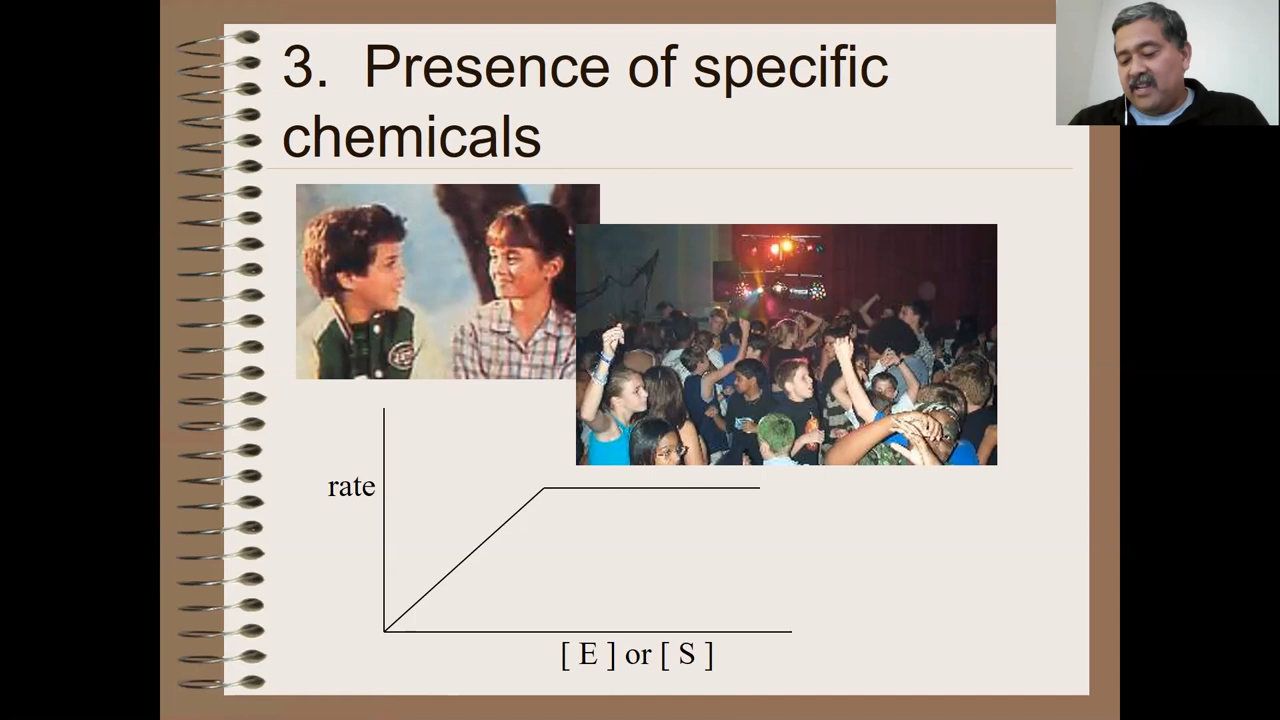 3. Presence of specific
chemicals
rate
[ E ] or [ S ]